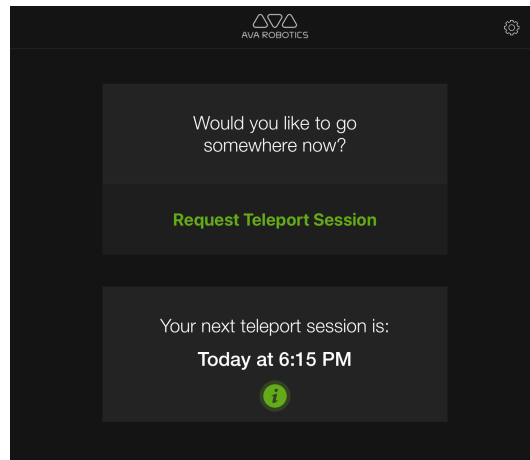 AVA ROBOTICS
Would you like to go
somewhere now?
Request Teleport Session
Your next teleport session is:
Today at 6:15 PM
i